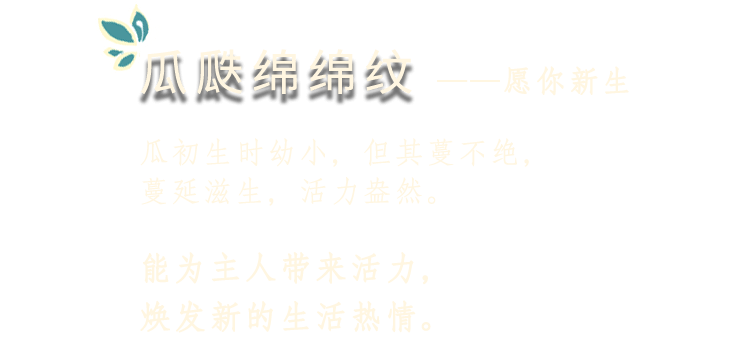 瓜瓞绵绵纹 ——愿你新生
瓜初生时幼小，但其蔓不绝，
蔓延滋生，活力盎然。
能为主人带来活力，
焕发新的生活热情。